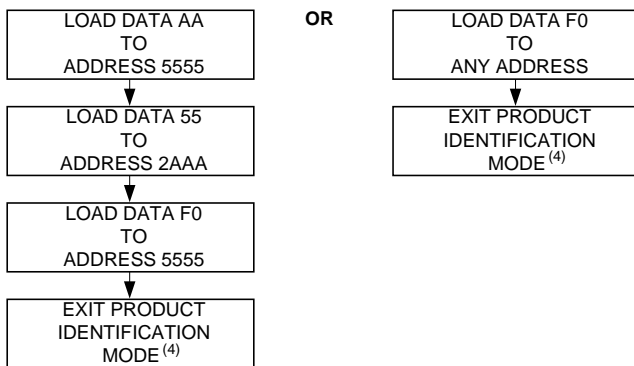 LOAD DATA AA
TO
ADDRESS 5555
LOAD DATA 55
TO
ADDRESS 2AAA
LOAD DATA F0
TO
ADDRESS 5555
EXIT PRODUCT
IDENTIFICATION
MODE (4)
OR
LOAD DATA F0
TO
ANY ADDRESS
EXIT PRODUCT
IDENTIFICATION
MODE (4)